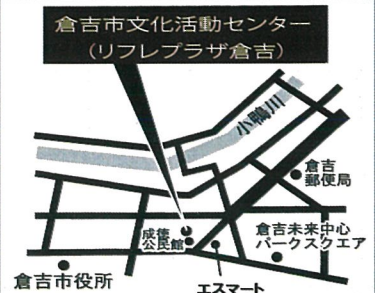 倉吉市文化活動センター
(リフレプラザ倉吉)
小鴨川
倉吉
郵便局
成徳
公民館
倉吉未来中心
パークスクエア
倉吉市役所
エスマート